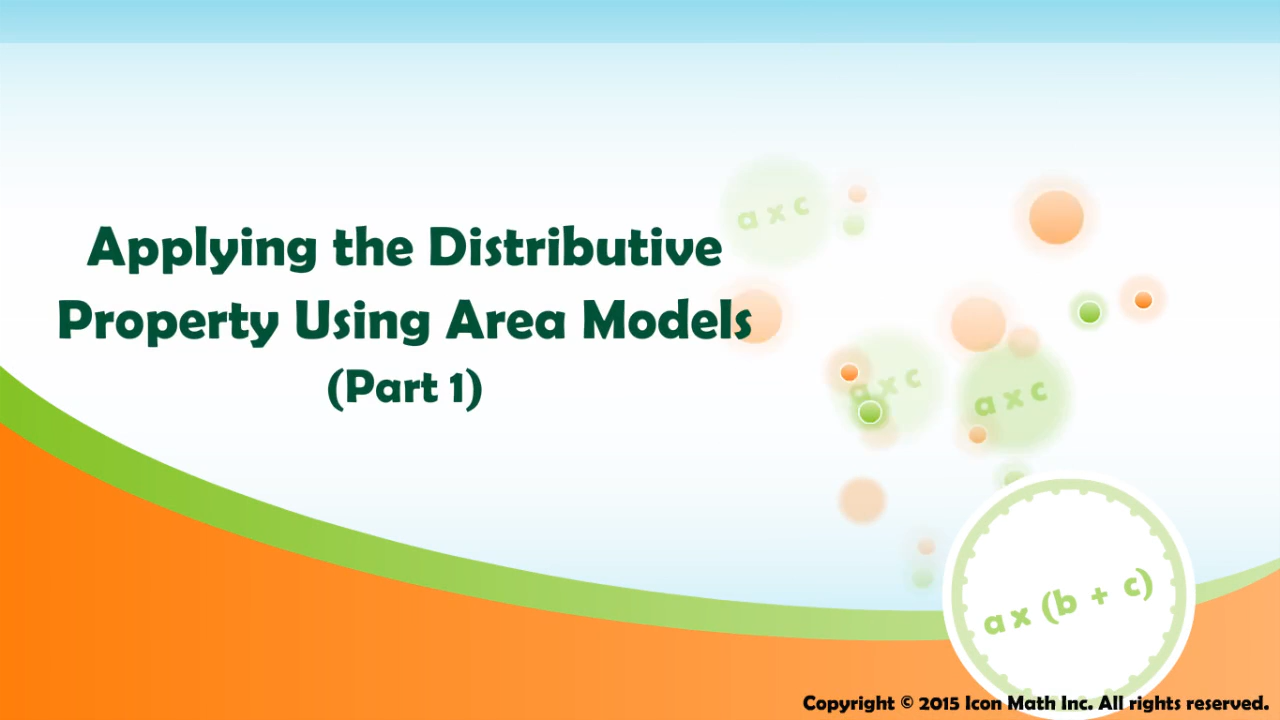 Applying the Distributive
Property Using Area Models
(Part 1)
a x c
a x c
a x c
a x (b + c)
Copyright © 2015 Icon Math Inc. All rights reserved.